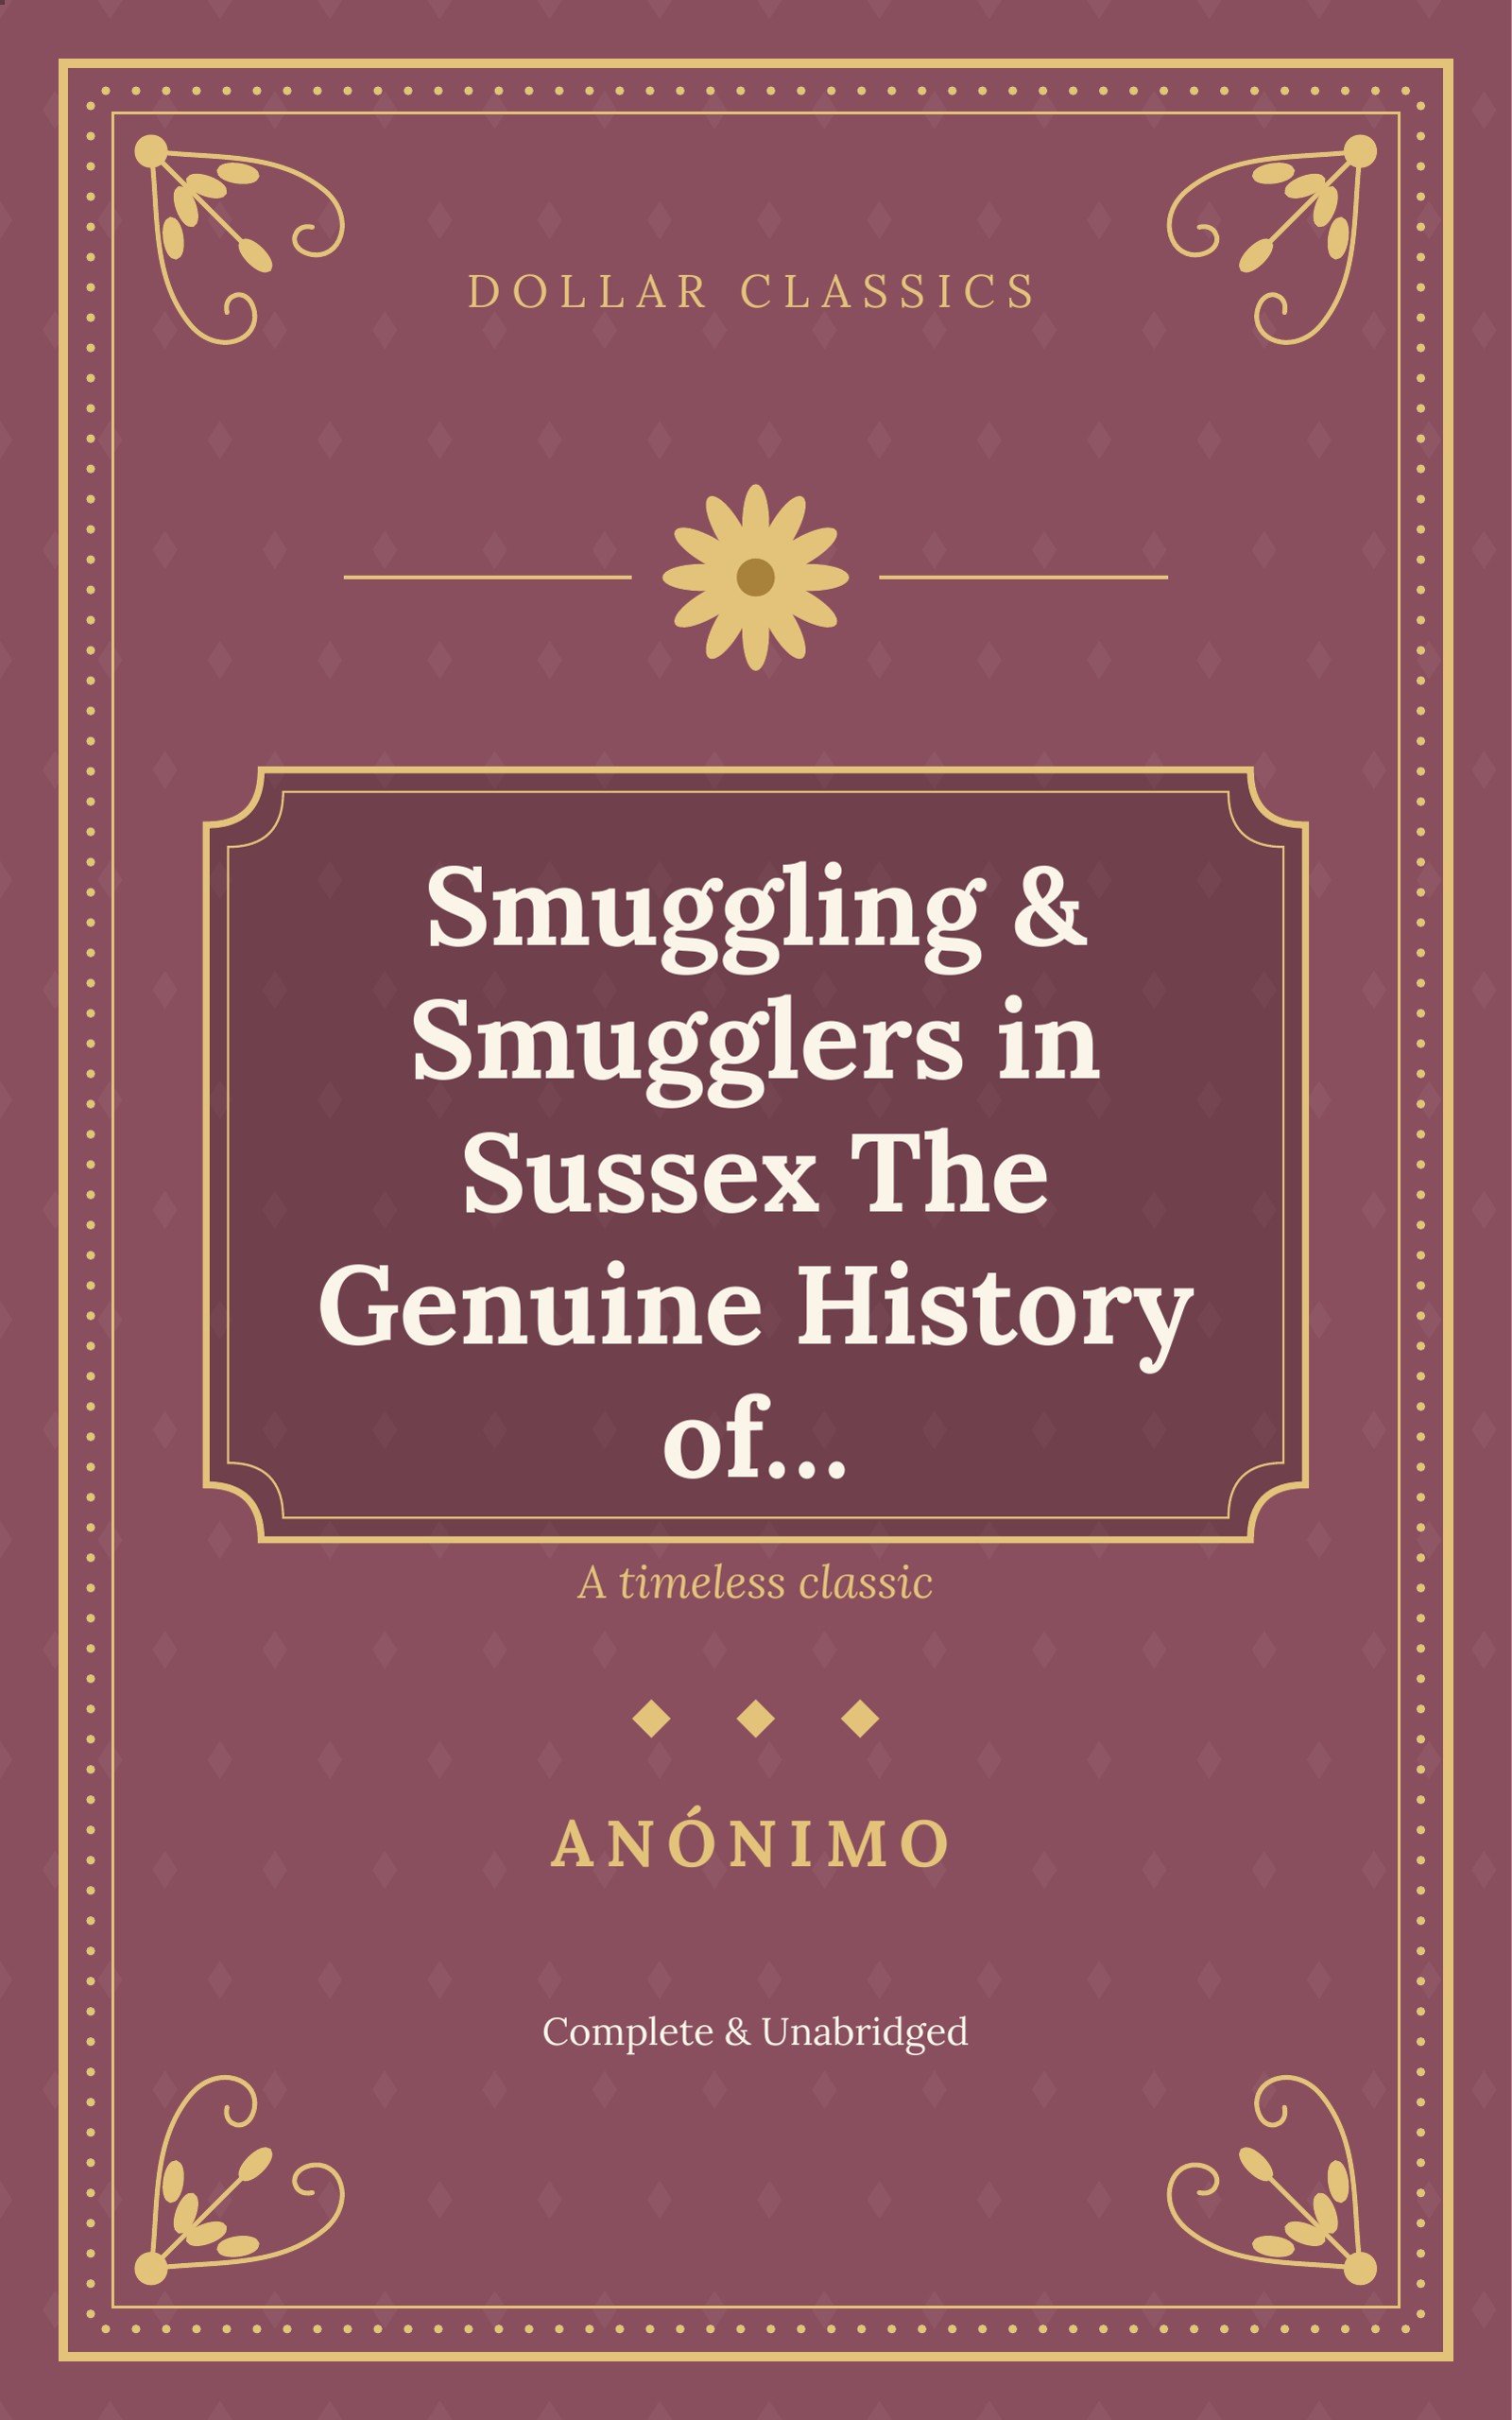 DOLLAR CLASSICS
Smuggling &
Smugglers in
Sussex The
Genuine History
of...
A timeless classic
ANÓNIMO
Complete & Unabridged